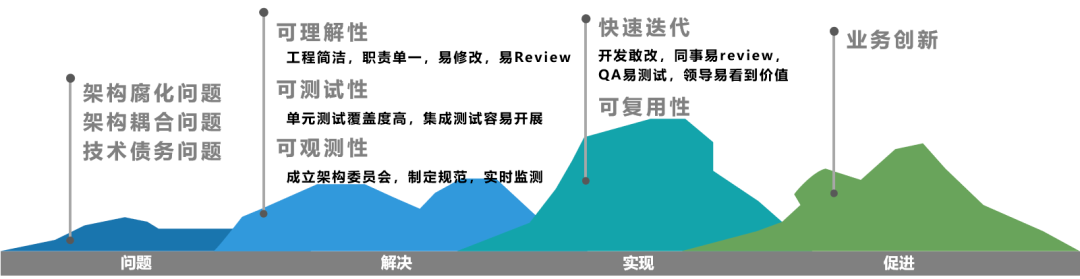 架构腐化问题
架构耦合问题
技术债务问题
可理解性
工程简洁，职责单一，易修改，易Review
可测试性
单元测试覆盖度高，集成测试容易开展
可观测性
成立架构委员会，制定规范，实时监测
快速迭代
开发敢改，同事易review，
QA易测试，领导易看到价值
可复用性
业务创新
问题
解决
实现
促进